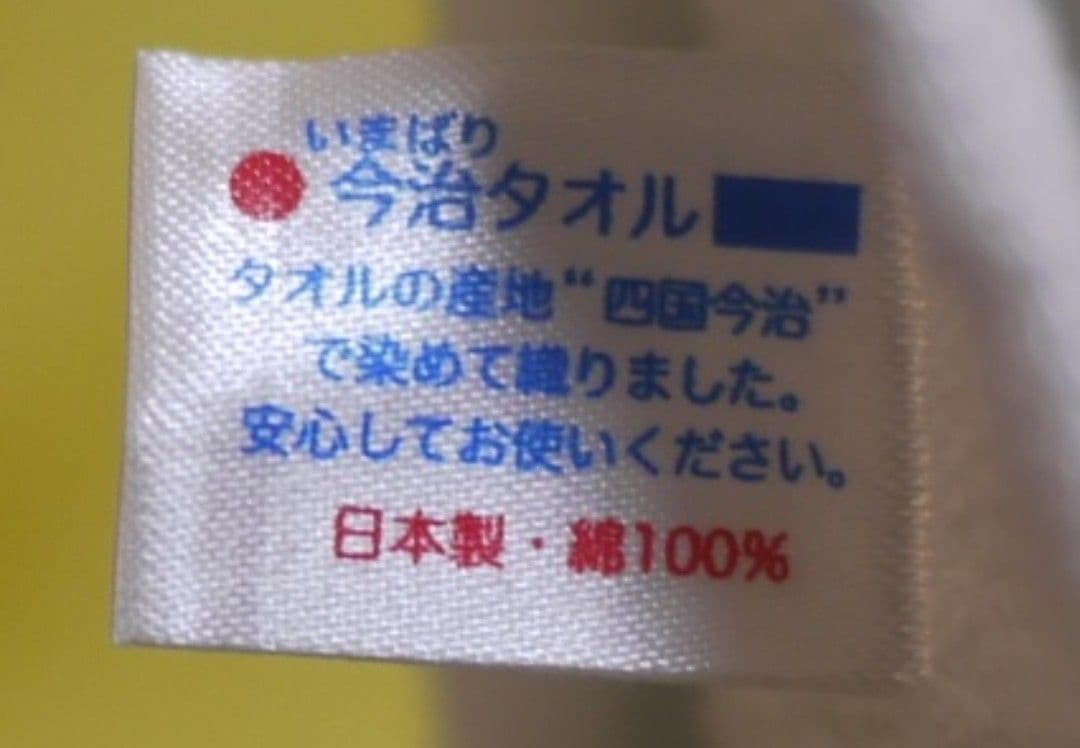 いまばり
今治タオル
タオルの産地“四国今治”
で染めて織りました。
安心してお使いください。
日本製・綿100%